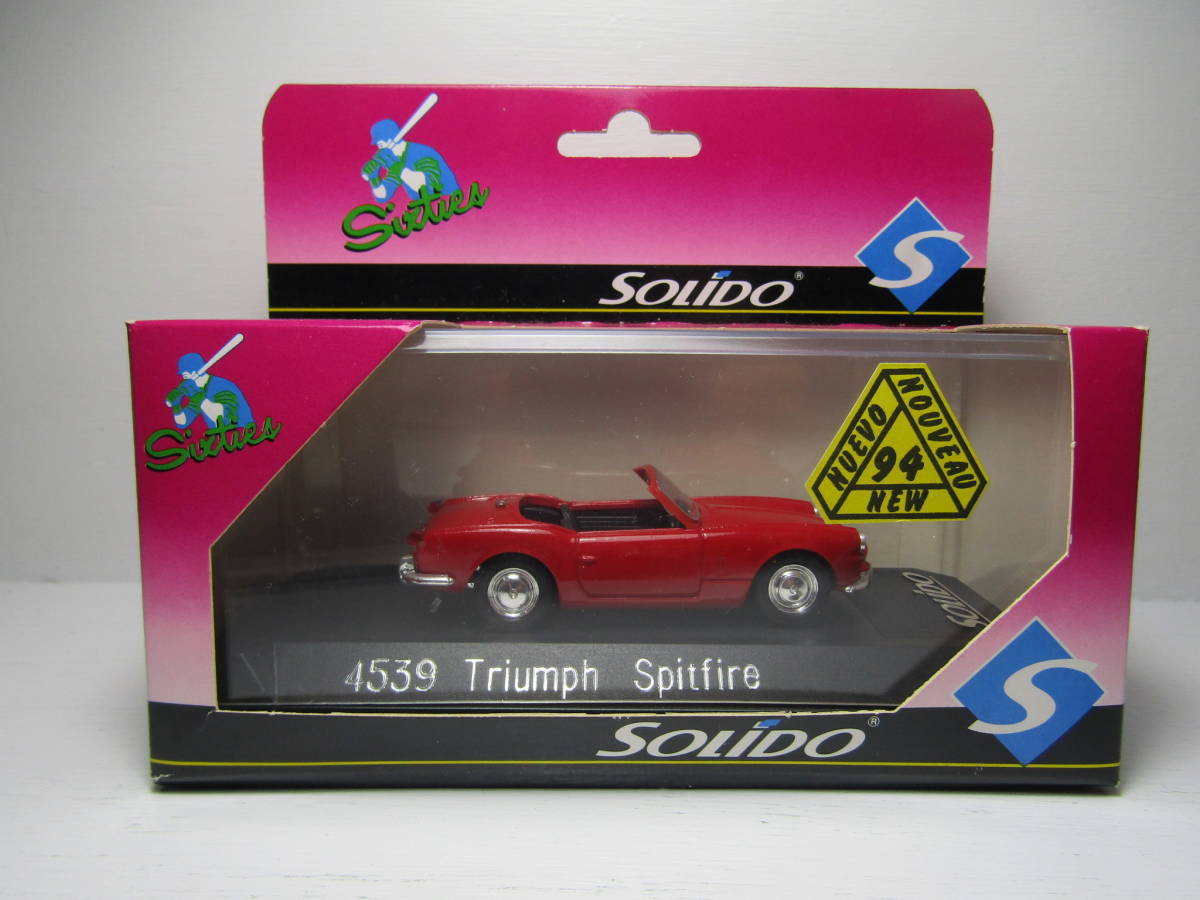 Sixties
SOLIDO®
S
Sixties
NUEVO
NOUVEAU
94
NEW
SOLIDO
4539 Triumph Spitfire
S
SOLIDO®